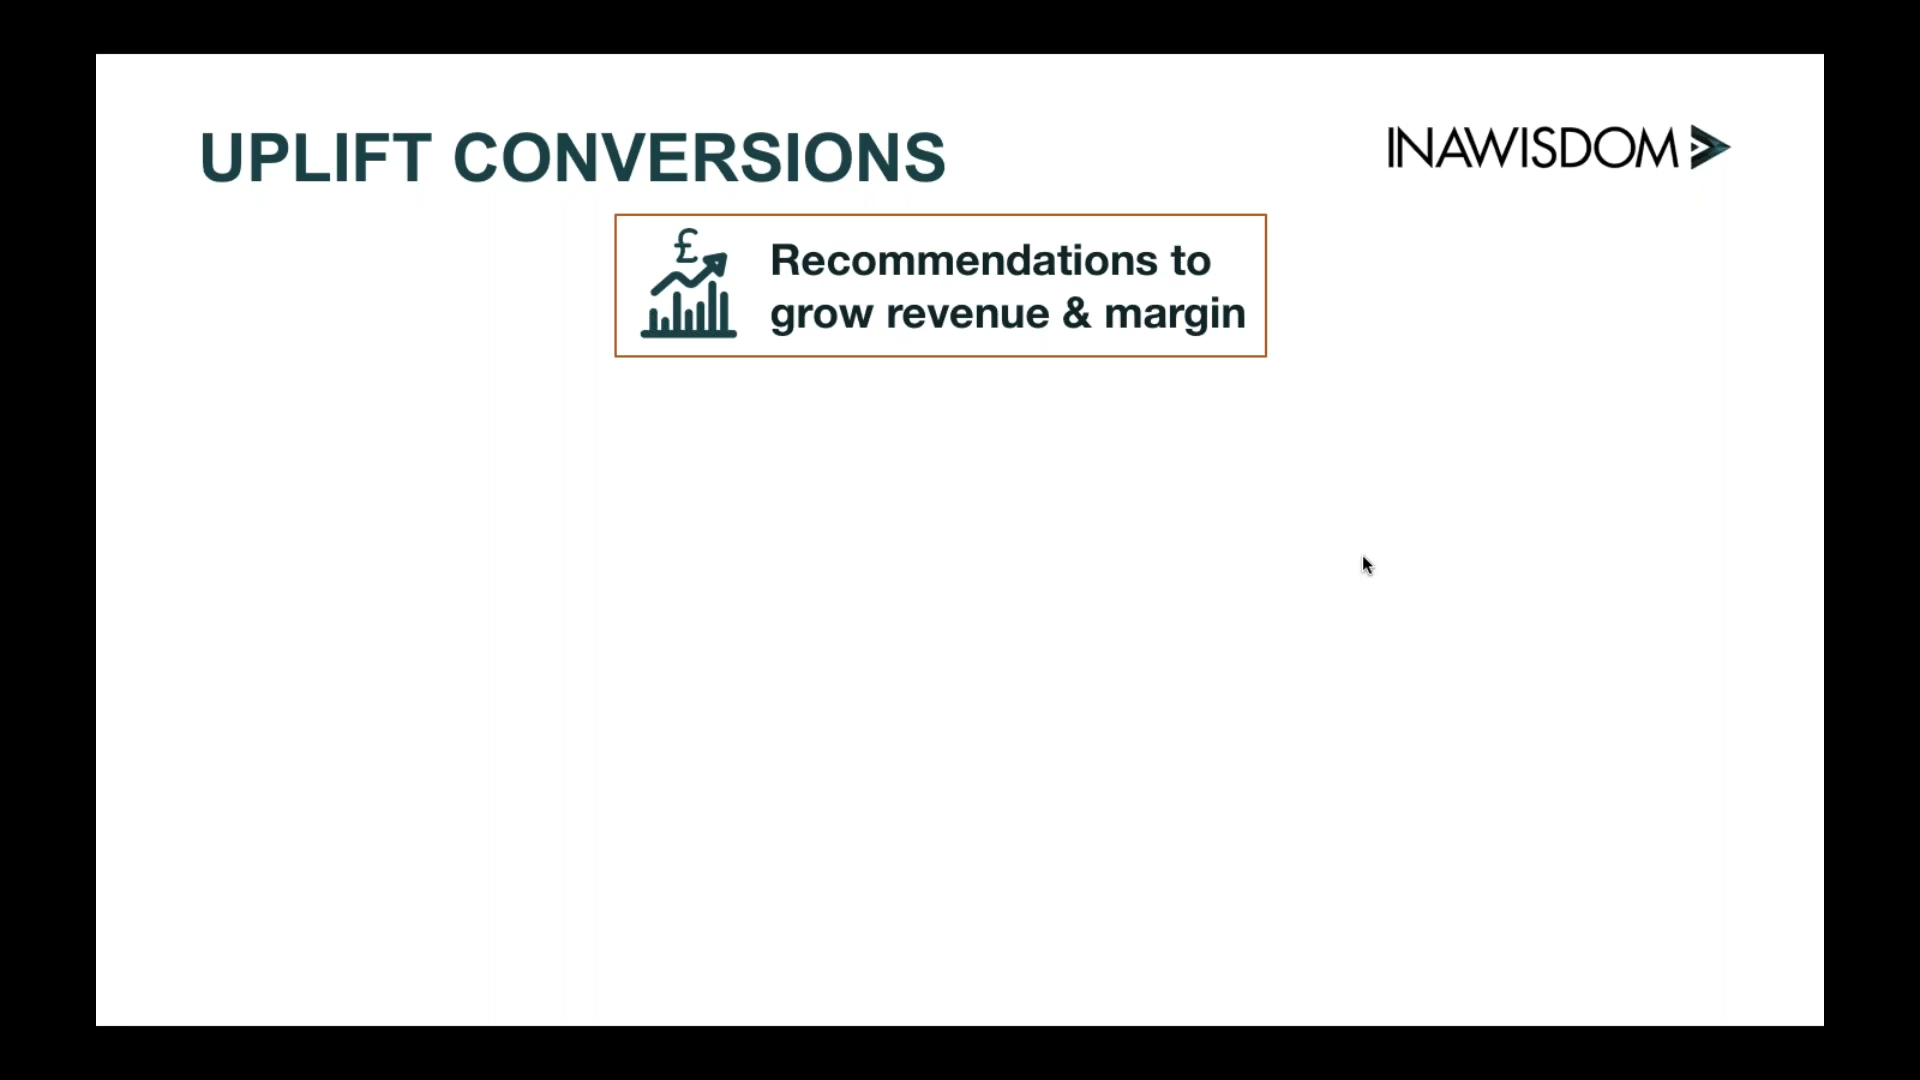 UPLIFT CONVERSIONS
INAWISDOM
£
Recommendations to
grow revenue & margin